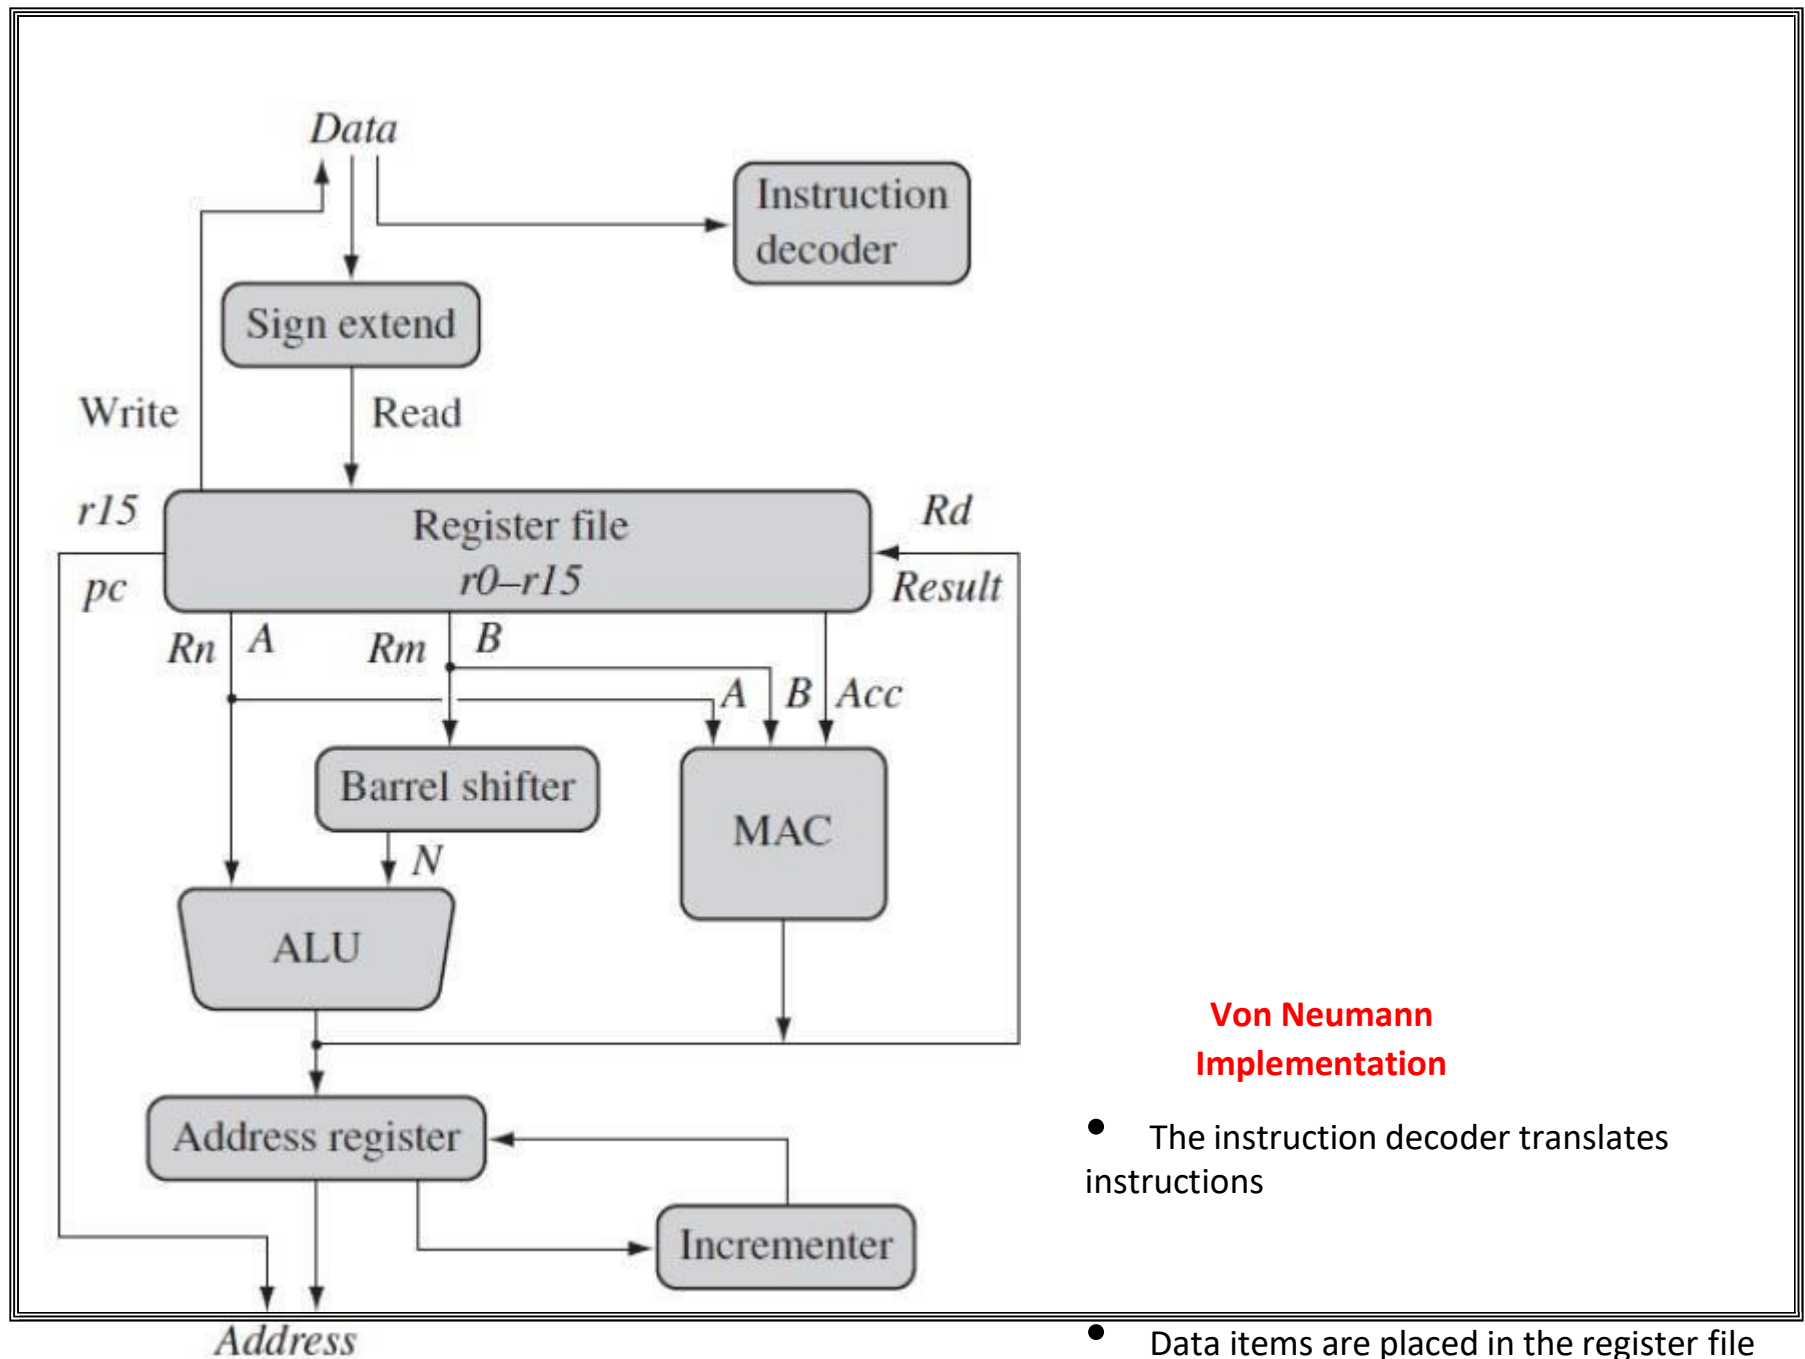 Data
Instruction
decoder
Sign extend
Write
Read
r15
Register file
Rd
pc
r0–r15
Result
Rn
A
Rm
B
A
B
Acc
Barrel shifter
MAC
N
ALU
Von Neumann
Implementation
Address register
• The instruction decoder translates
instructions
Incrementer
Address
• Data items are placed in the register file